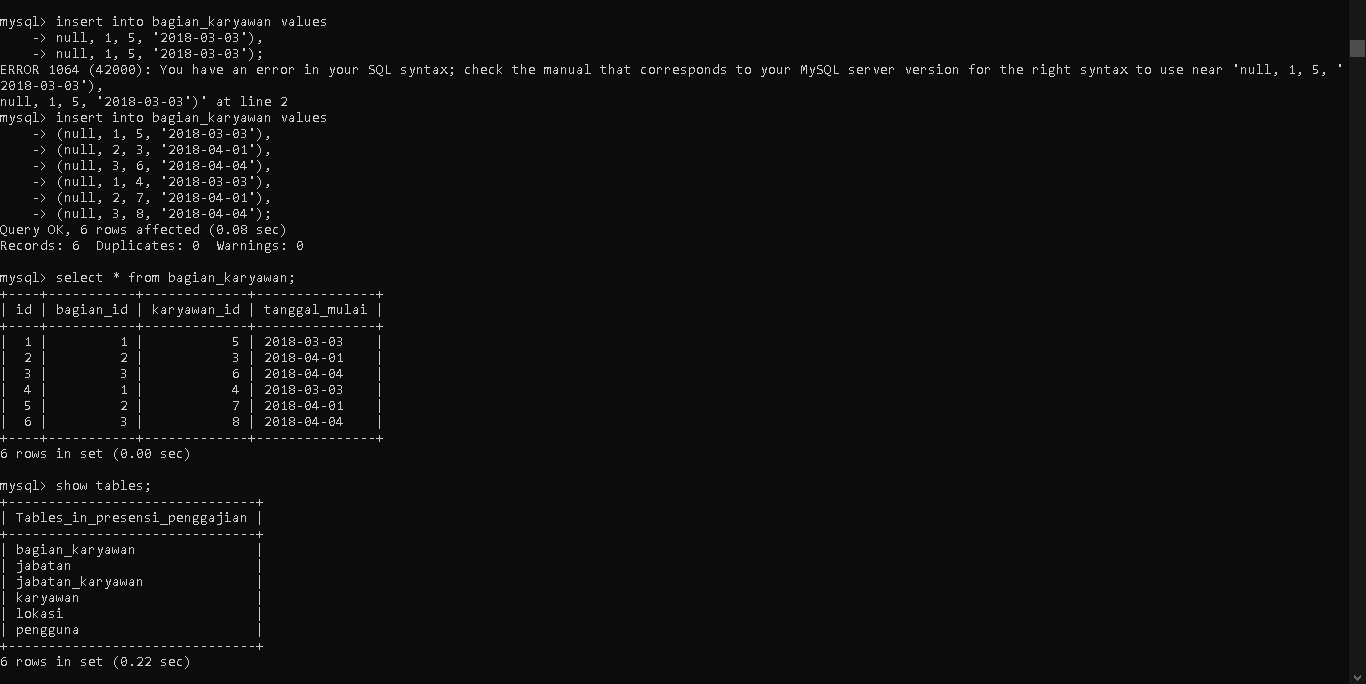 mysql> insert into bagian_karyawan values
    -> null, 1, 5, '2018-03-03'),
    -> null, 1, 5, '2018-03-03');
ERROR 1064 (42000): You have an error in your SQL syntax; check the manual that corresponds to your MySQL server version for the right syntax to use near 'null, 1, 5, '
2018-03-03'),
null, 1, 5, '2018-03-03')' at line 2
mysql> insert into bagian_karyawan values
    -> (null, 1, 5, '2018-03-03'),
    -> (null, 2, 3, '2018-04-01'),
    -> (null, 3, 6, '2018-04-04'),
    -> (null, 1, 4, '2018-03-03'),
    -> (null, 2, 7, '2018-04-01'),
    -> (null, 3, 8, '2018-04-04');
Query OK, 6 rows affected (0.08 sec)
Records: 6  Duplicates: 0  Warnings: 0

mysql> select * from bagian_karyawan;
+----+-----------+-------------+---------------+
| id | bagian_id | karyawan_id | tanggal_mulai |
+----+-----------+-------------+---------------+
|  1 |         1 |           5 | 2018-03-03    |
|  2 |         2 |           3 | 2018-04-01    |
|  3 |         3 |           6 | 2018-04-04    |
|  4 |         1 |           4 | 2018-03-03    |
|  5 |         2 |           7 | 2018-04-01    |
|  6 |         3 |           8 | 2018-04-04    |
+----+-----------+-------------+---------------+
6 rows in set (0.00 sec)

mysql> show tables;
+-------------------------------+
| Tables_in_presensi_penggajian |
+-------------------------------+
| bagian_karyawan               |
| jabatan                       |
| jabatan_karyawan              |
| karyawan                      |
| lokasi                        |
| pengguna                      |
+-------------------------------+
6 rows in set (0.22 sec)